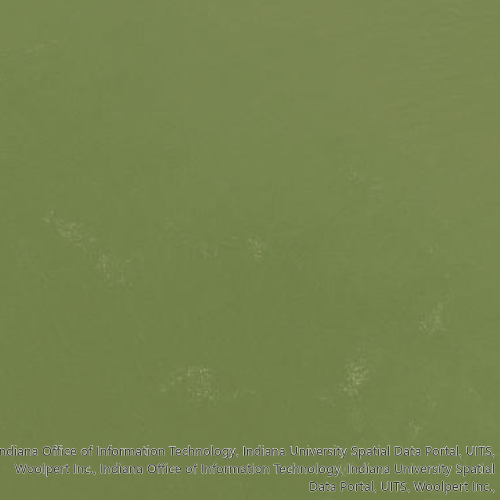 ndiana Office of Information Technology, Indiana University Spatial Data Portal, UITS,
Woolpert Inc., Indiana Office of Information Technology, Indiana University Spatial
Data Portal, UITS, Woolpert Inc.,